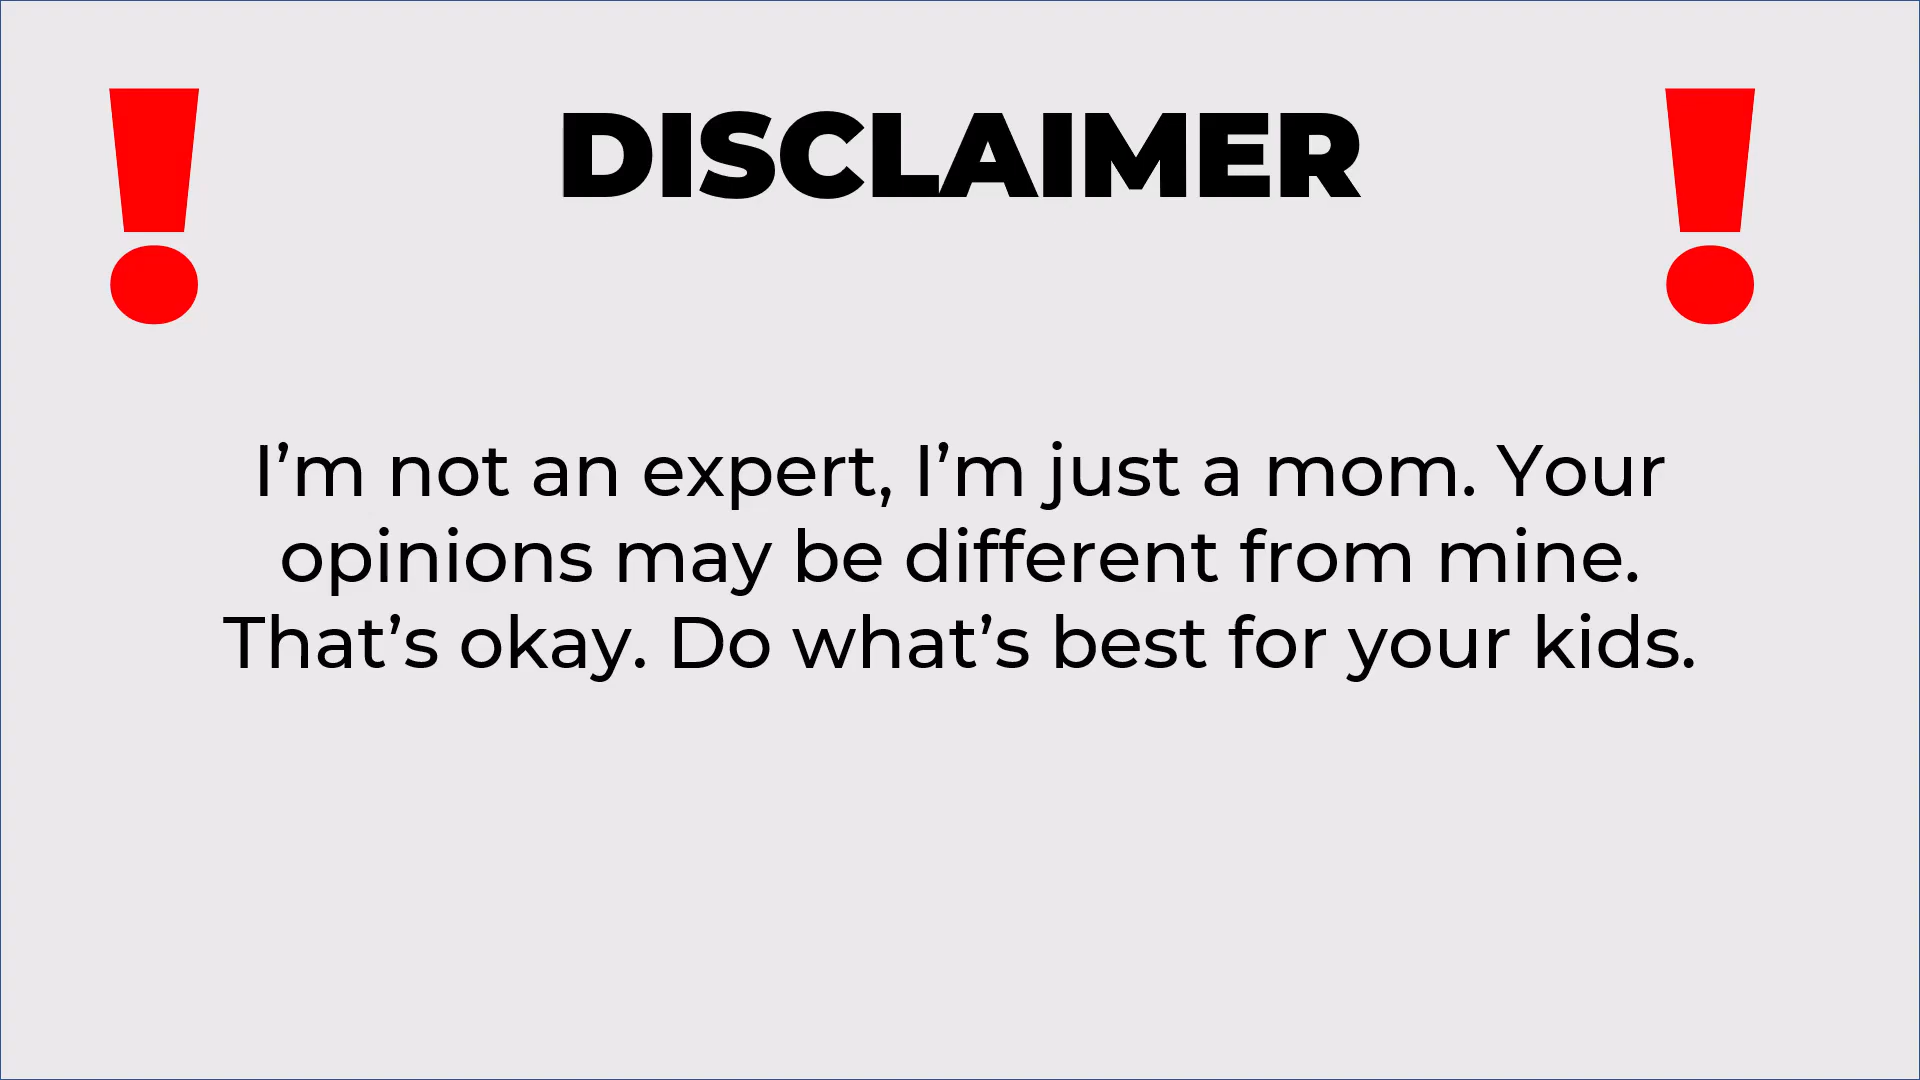 ! DISCLAIMER !
I’m not an expert, I’m just a mom. Your
opinions may be different from mine.
That’s okay. Do what’s best for your kids.